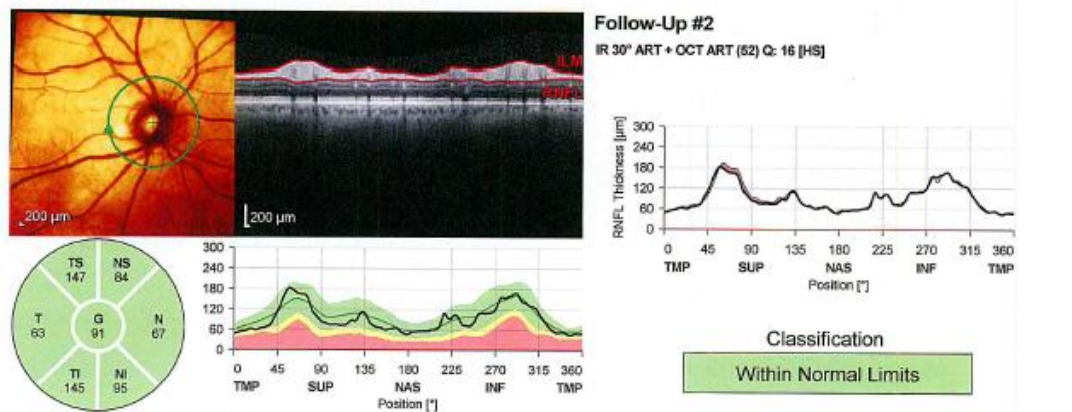 Follow-Up #2
IR 30° ART + OCT ART (52) Q: 16 [HS]
ILM
RNFL
200 µm
200 µm
RNFL Thickness [µm]
300
240
180
120
60
0
0 45 90 135 180 225 270 315 360
TMP SUP NAS INF TMP
Position [°]
TS
147
NS
84
T
63
G
91
N
67
TI
145
NI
95
300
240
180
120
60
0
0 45 90 135 180 225 270 315 360
TMP SUP NAS INF TMP
Position [°]
Classification
Within Normal Limits